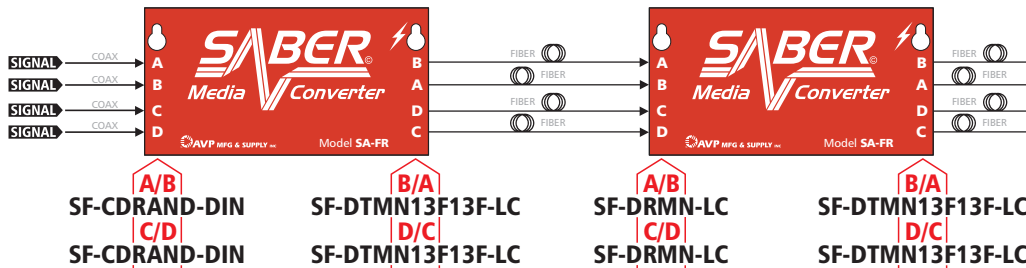 SIGNAL COAX A SABER © B FIBER A SABER © B FIBER
SIGNAL COAX B Media Converter A FIBER B Media Converter A FIBER
SIGNAL COAX C D FIBER C D FIBER
SIGNAL COAX D C FIBER D C
AVP MFG & SUPPLY INC Model SA-FR AVP MFG & SUPPLY INC Model SA-FR
A/B B/A A/B B/A
SF-CDRAND-DIN SF-DTMN13F13F-LC SF-DRMN-LC SF-DTMN13F13F-LC
C/D D/C C/D D/C
SF-CDRAND-DIN SF-DTMN13F13F-LC SF-DRMN-LC SF-DTMN13F13F-LC